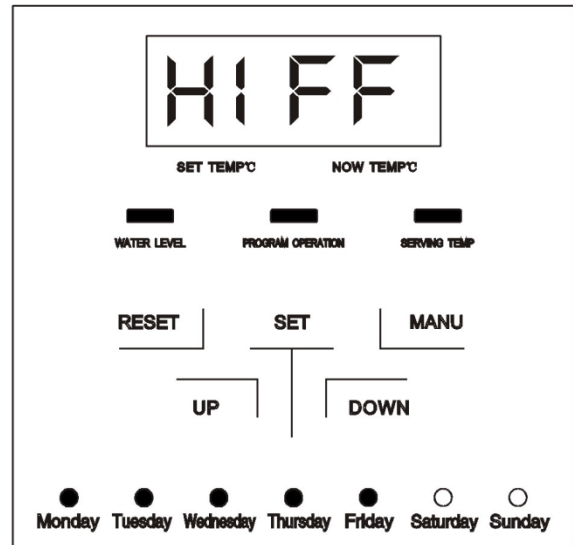 H1 FF
SET TEMP℃ NOW TEMP℃
WATER LEVEL PROGRAM OPERATION SERVING TEMP
RESET SET MANU
UP DOWN
Monday Tuesday Wednesday Thursday Friday Saturday Sunday